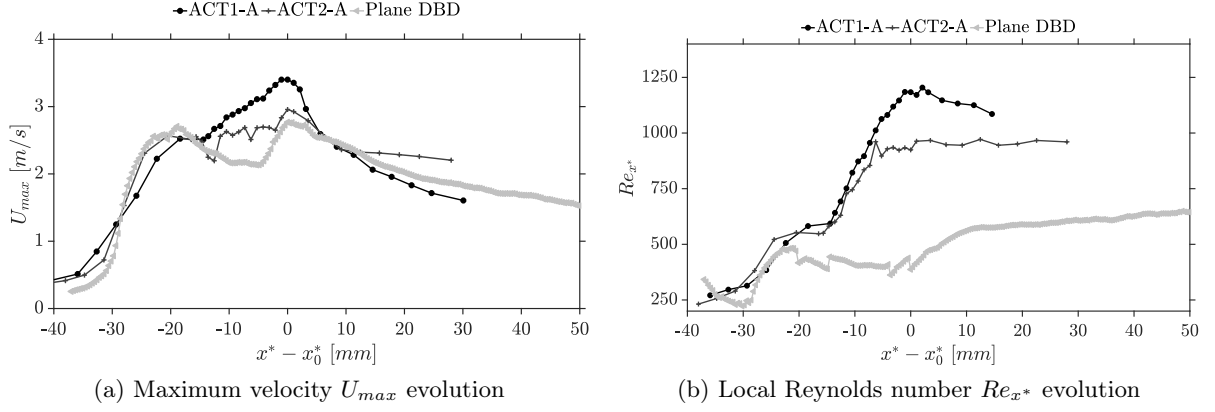 ACT1-A ACT2-A Plane DBD
4
3
2
1
0
U_max [m/s]
-40 -30 -20 -10 0 10 20 30 40 50
x* − x*_0 [mm]
(a) Maximum velocity U_max evolution
ACT1-A ACT2-A Plane DBD
1250
1000
750
500
250
Re_x*
-40 -30 -20 -10 0 10 20 30 40 50
x* − x*_0 [mm]
(b) Local Reynolds number Re_x* evolution